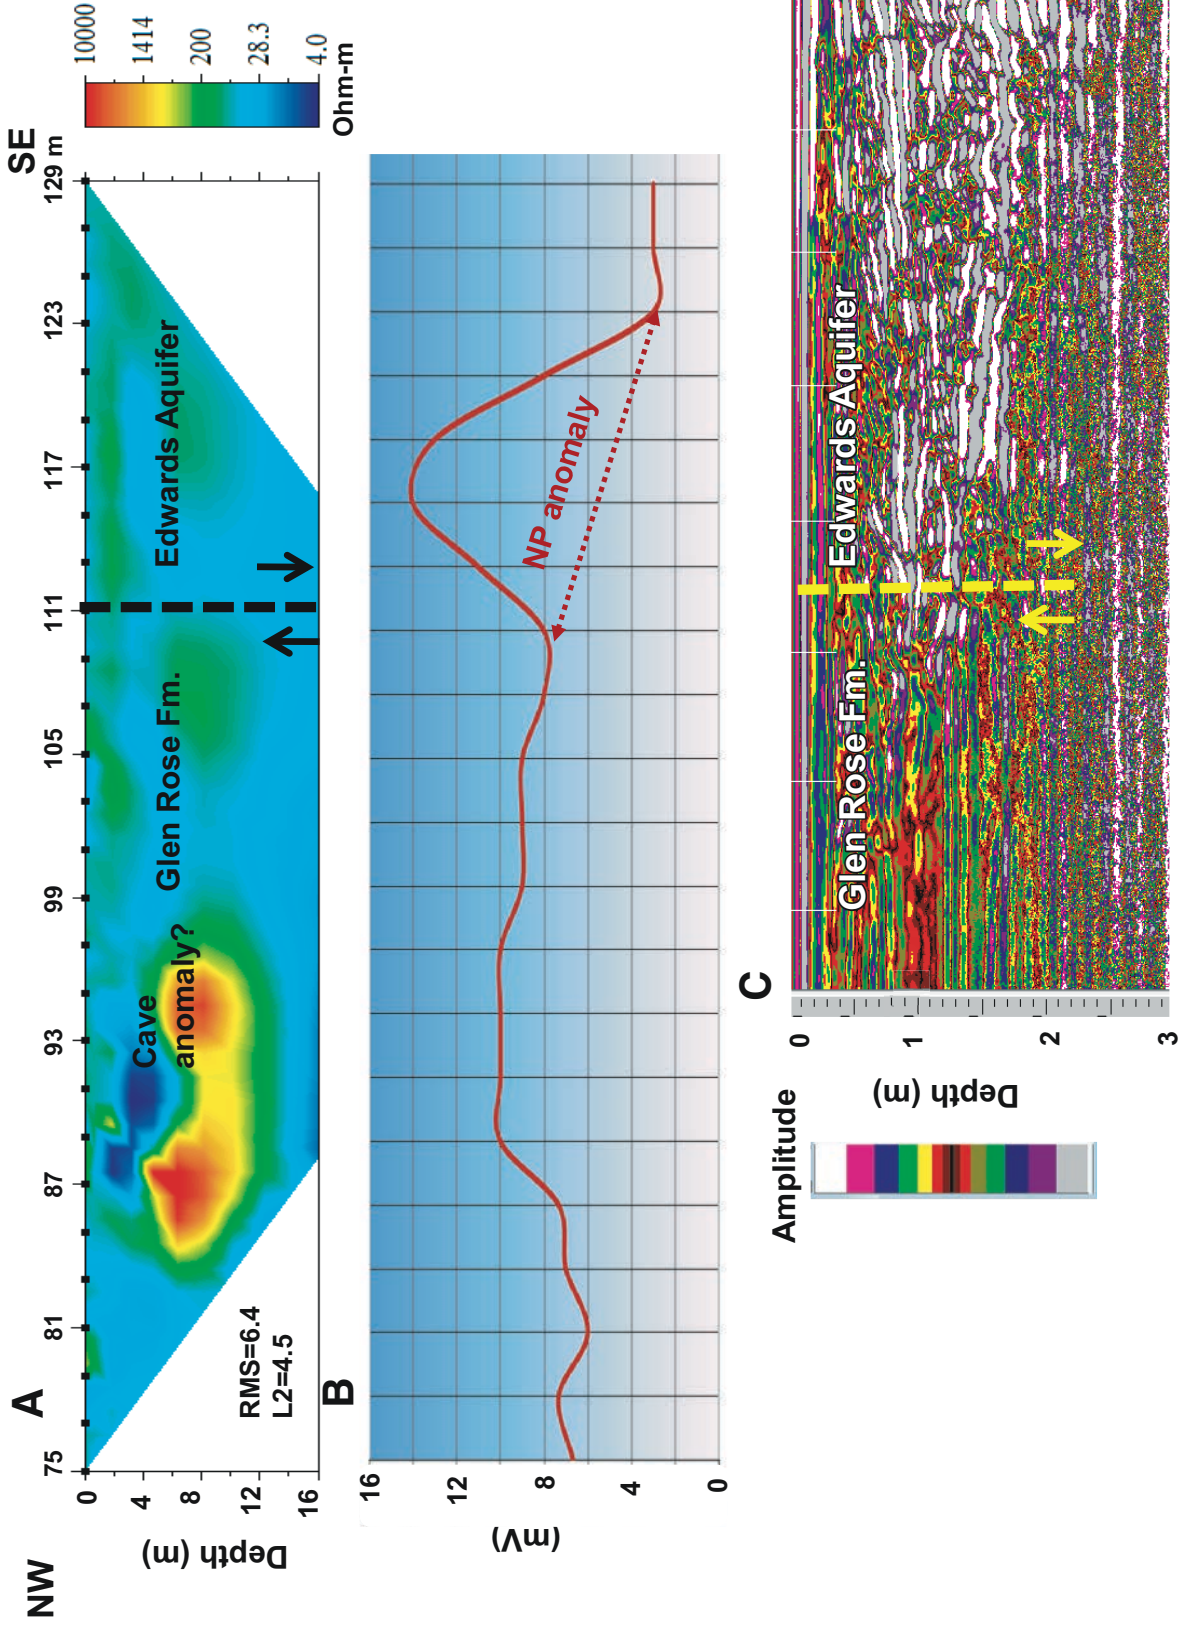 NW
A
SE
75
81
87
93
99
105
111
117
123
129 m
0
4
8
12
16
Depth (m)
RMS=6.4
L2=4.5
Cave
anomaly?
Glen Rose Fm.
Edwards Aquifer
10000
1414
200
28.3
4.0
Ohm-m
B
16
12
8
4
0
(mV)
NP anomaly
C
0
1
2
3
Depth (m)
Glen Rose Fm.
Edwards Aquifer
Amplitude